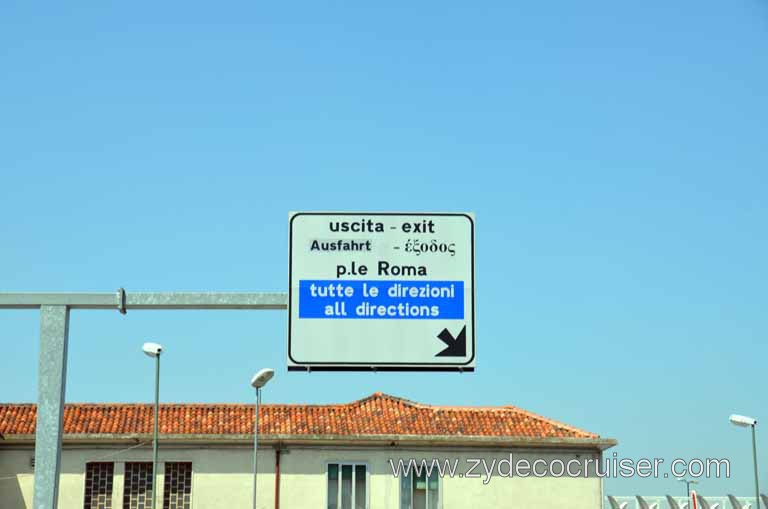 uscita - exit
Ausfahrt - έξοδος
p.le Roma
tutte le direzioni
all directions
www.zydecocruiser.com